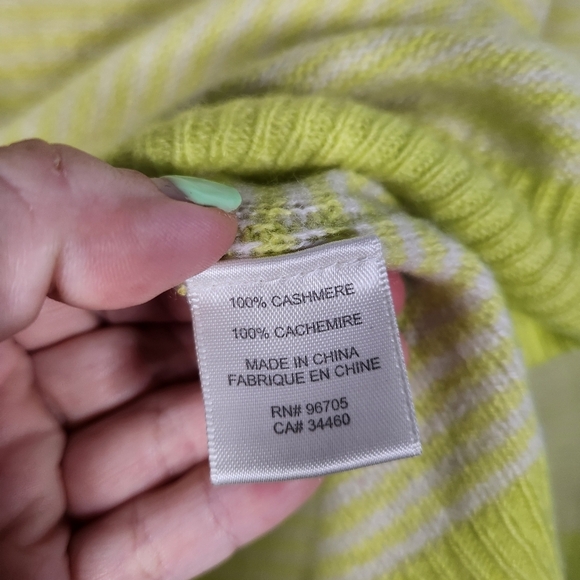 100% CASHMERE
100% CACHEMIRE
MADE IN CHINA
FABRIQUE EN CHINE
RN# 96705
CA# 34460